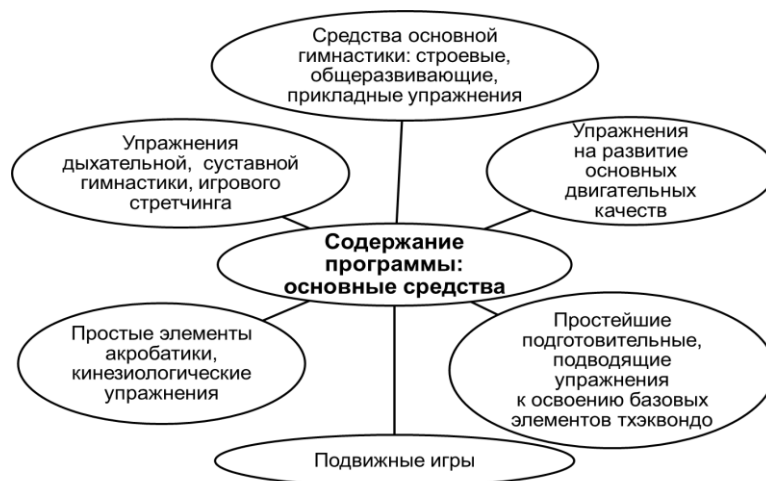 Средства основной
гимнастики: строевые,
общеразвивающие,
прикладные упражнения
Упражнения
дыхательной, суставной
гимнастики, игрового
стретчинга
Упражнения
на развитие
основных
двигательных
качеств
Содержание
программы:
основные средства
Простые элементы
акробатики,
кинезиологические
упражнения
Простейшие
подготовительные,
подводящие
упражнения
к освоению базовых
элементов тхэквондо
Подвижные игры